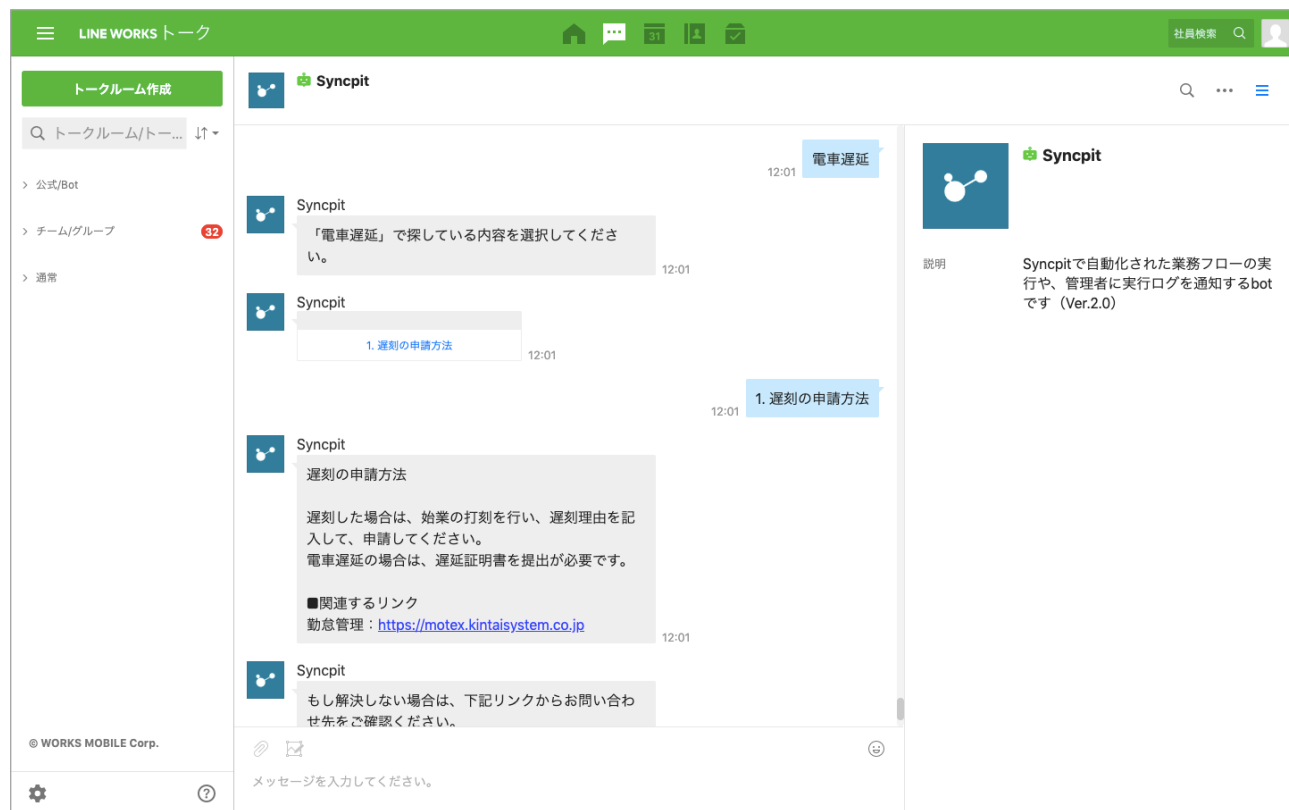 LINE WORKS トーク
31
社員検索
トークルーム作成
トークルーム/トー...
公式/Bot
チーム/グループ
32
通常
© WORKS MOBILE Corp.
Syncpit
電車遅延
12:01
Syncpit
「電車遅延」で探している内容を選択してくださ
い。
12:01
Syncpit
1. 遅刻の申請方法
12:01
1. 遅刻の申請方法
12:01
Syncpit
遅刻の申請方法
遅刻した場合は、始業の打刻を行い、遅刻理由を記
入して、申請してください。
電車遅延の場合は、遅延証明書を提出が必要です。
■関連するリンク
勤怠管理：https://motex.kintaisystem.co.jp
12:01
Syncpit
もし解決しない場合は、下記リンクからお問い合わ
せ先をご確認ください。
メッセージを入力してください。
Syncpit
説明
Syncpitで自動化された業務フローの実
行や、管理者に実行ログを通知するbot
です（Ver.2.0）